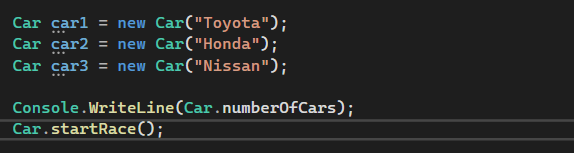 Car car1 = new Car("Toyota");
Car car2 = new Car("Honda");
Car car3 = new Car("Nissan");
Console.WriteLine(Car.numberOfCars);
Car.startRace();